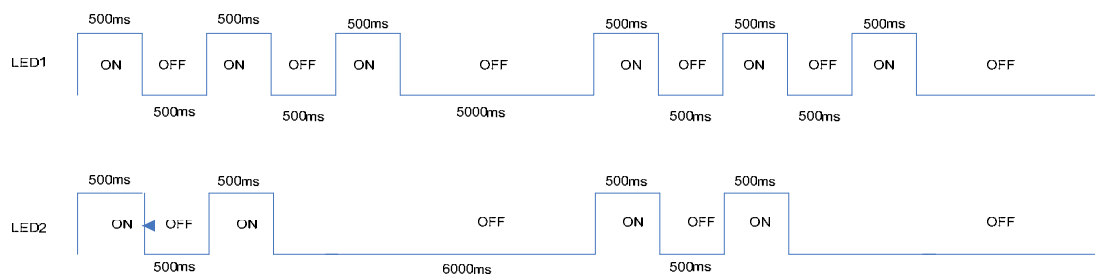 500ms 500ms 500ms 500ms 500ms 500ms
LED1 ON OFF ON OFF ON OFF ON OFF ON OFF ON OFF
500ms 500ms 5000ms 500ms 500ms
500ms 500ms 500ms 500ms
LED2 ON OFF ON OFF ON OFF ON OFF
500ms 6000ms 500ms